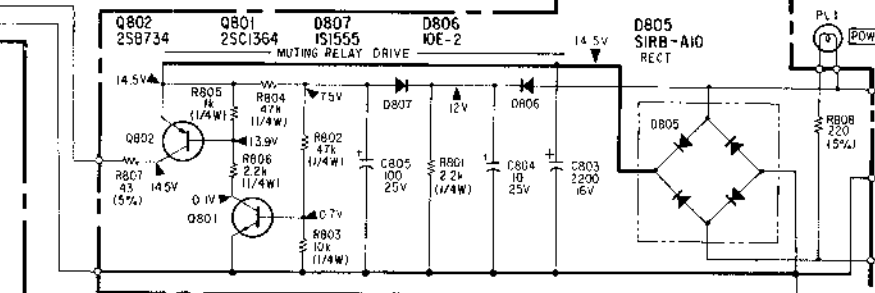 Q802
2SB734
Q801
2SC1364
D807
1S1555
D806
10E-2
MUTING RELAY DRIVE
14.5V
D805
S1RB-A10
RECT
PL1
POW
14.5V
R805
1k
(1/4W)
R804
47k
(1/4W)
7.5V
D807
12V
D806
D805
R808
220
(5%)
Q802
13.9V
R802
47k
(1/4W)
R807
43
(5%)
14.5V
R806
2.2k
(1/4W)
C805
100
25V
R801
2.2k
(1/4W)
C804
10
25V
C803
2200
16V
0.1V
Q801
0.7V
R803
10k
(1/4W)